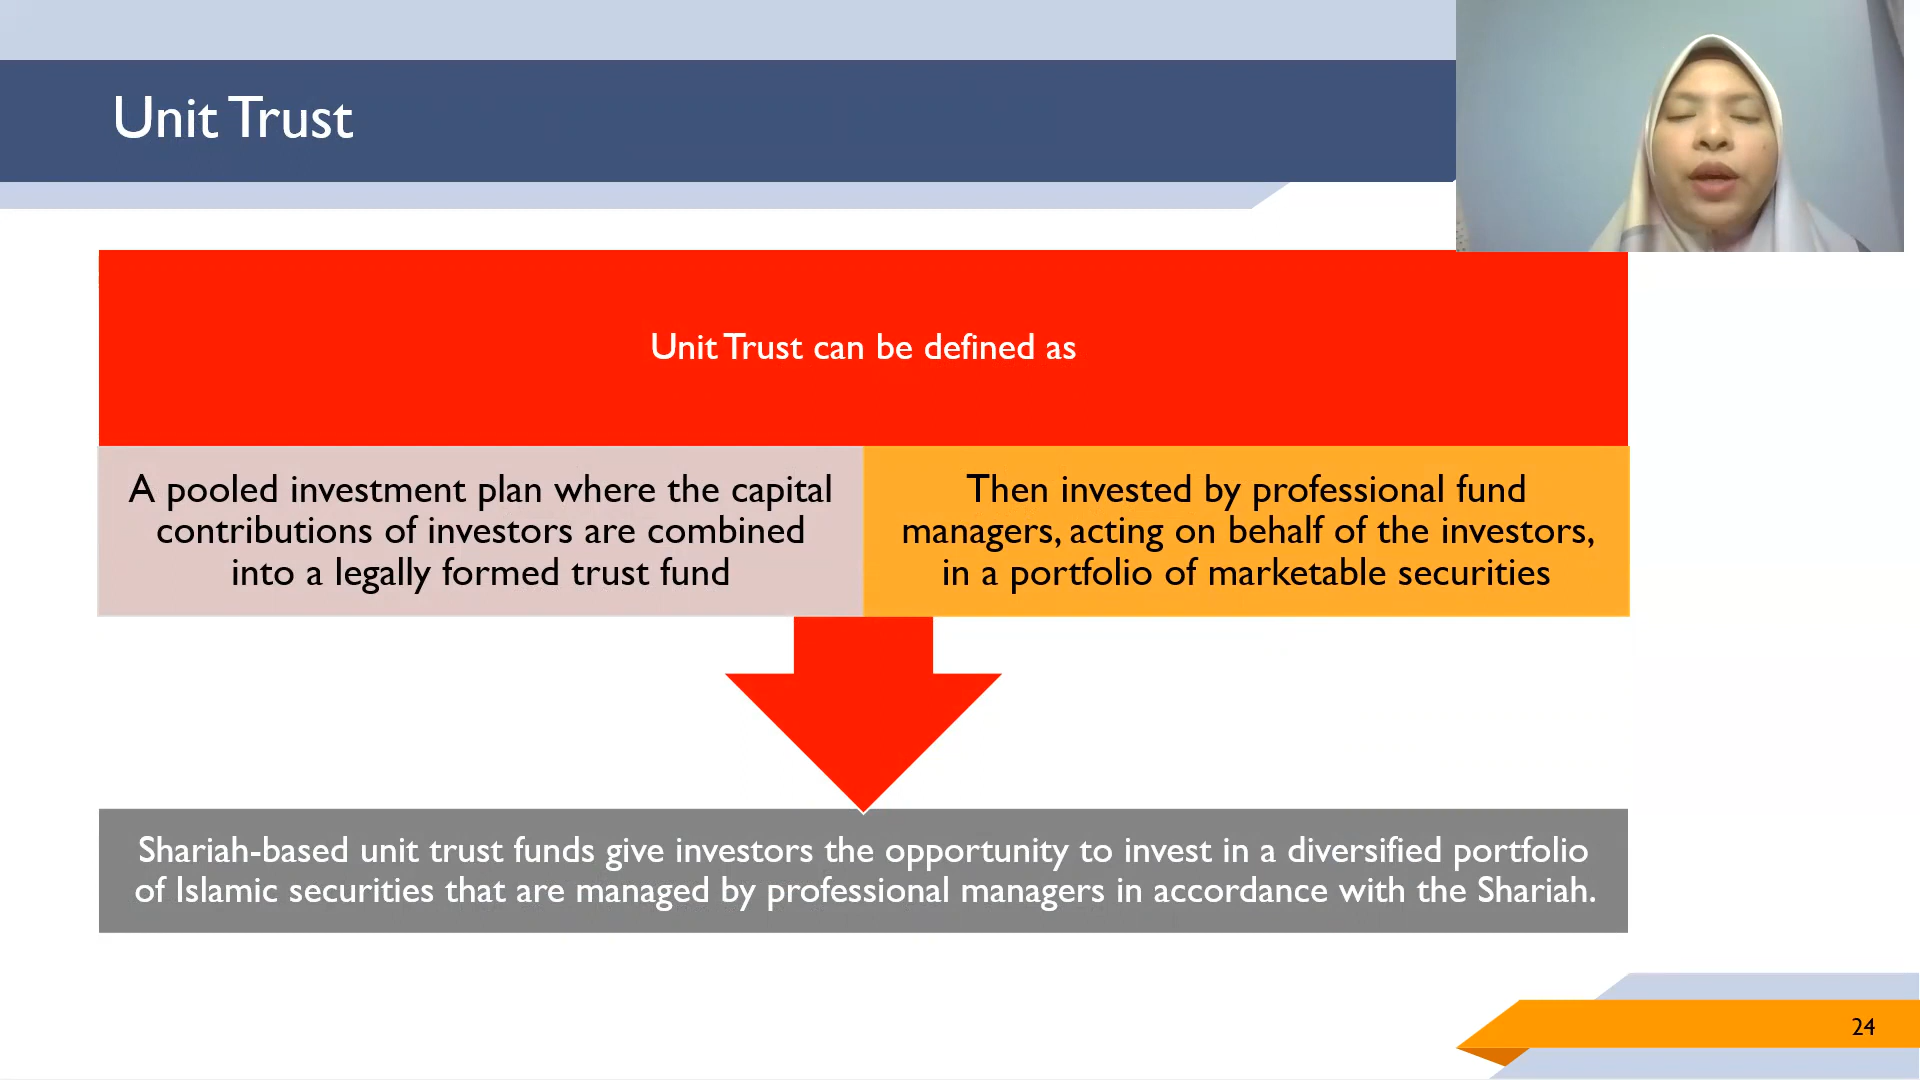 Unit Trust
Unit Trust can be defined as
A pooled investment plan where the capital
contributions of investors are combined
into a legally formed trust fund
Then invested by professional fund
managers, acting on behalf of the investors,
in a portfolio of marketable securities
Shariah-based unit trust funds give investors the opportunity to invest in a diversified portfolio
of Islamic securities that are managed by professional managers in accordance with the Shariah.
24